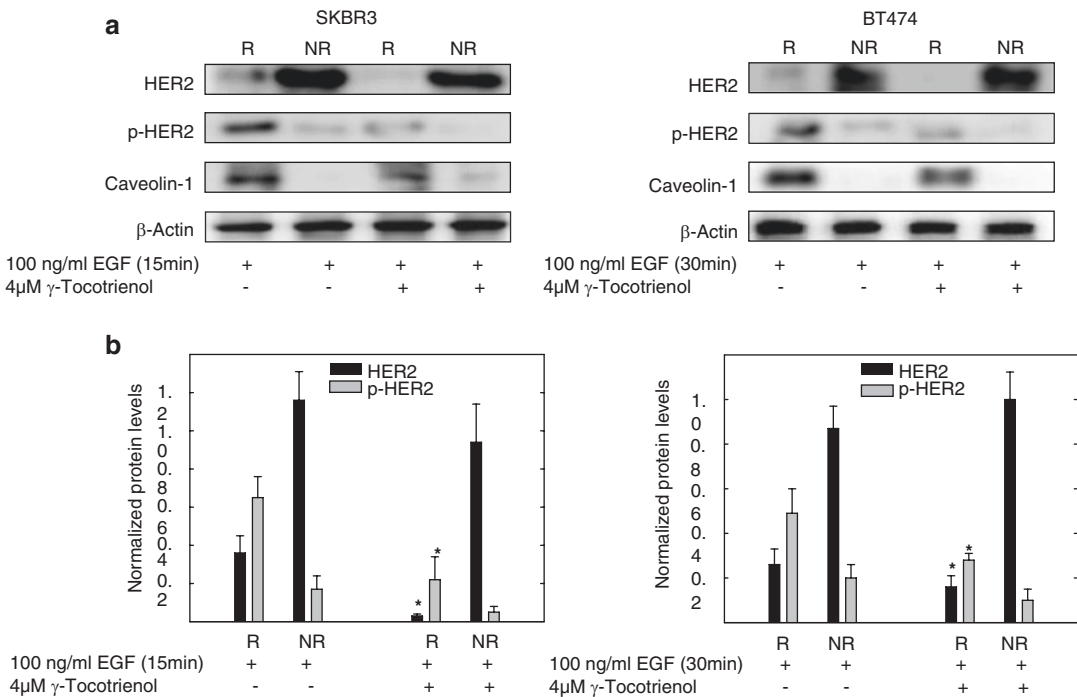 a
SKBR3
R NR R NR
HER2
p-HER2
Caveolin-1
β-Actin
100 ng/ml EGF (15min) + + + +
4µM γ-Tocotrienol - - + +
BT474
R NR R NR
HER2
p-HER2
Caveolin-1
β-Actin
100 ng/ml EGF (30min) + + + +
4µM γ-Tocotrienol - - + +
b
Normalized protein levels
1.
2
1.
0
0.
8
0.
6
0.
4
0.
2
HER2
p-HER2
* *
R NR R NR
100 ng/ml EGF (15min) + + + +
4µM γ-Tocotrienol - - + +
Normalized protein levels
1.
0
0.
8
0.
6
0.
4
0.
2
HER2
p-HER2
* *
R NR R NR
100 ng/ml EGF (30min) + + + +
4µM γ-Tocotrienol - - + +